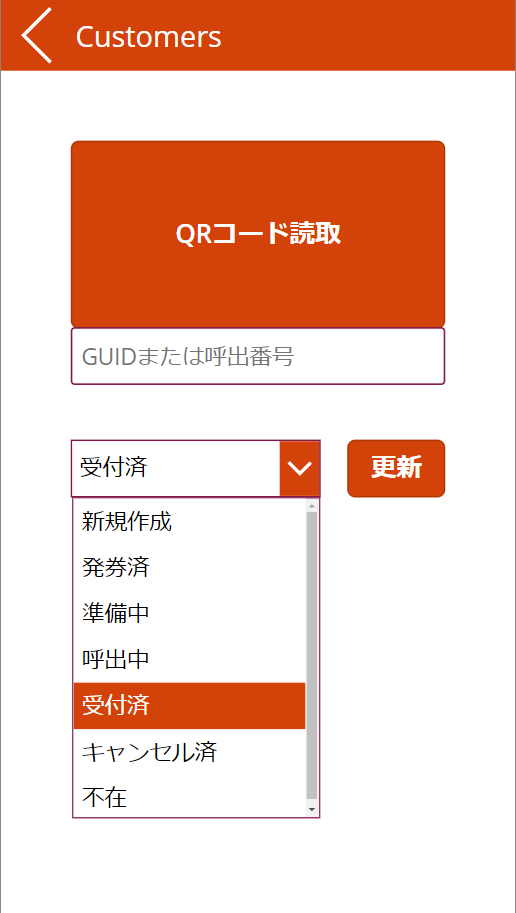 Customers
QRコード読取
GUIDまたは呼出番号
受付済
更新
新規作成
発券済
準備中
呼出中
受付済
キャンセル済
不在